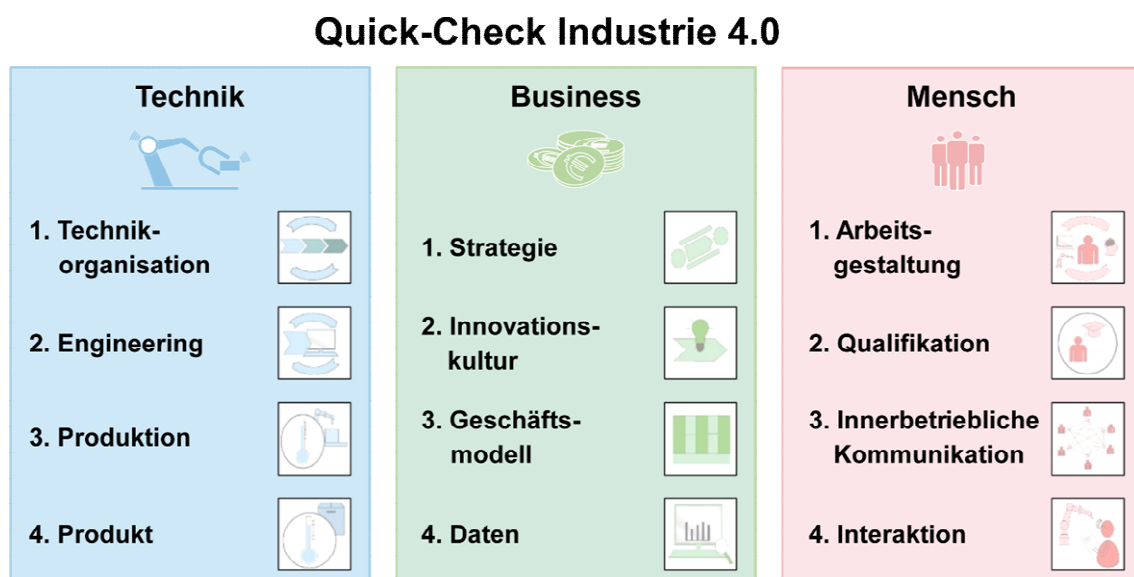 Quick-Check Industrie 4.0
Technik
1. Technik-
organisation
2. Engineering
3. Produktion
4. Produkt
Business
€
1. Strategie
2. Innovations-
kultur
3. Geschäfts-
modell
4. Daten
Mensch
1. Arbeits-
gestaltung
2. Qualifikation
3. Innerbetriebliche
Kommunikation
4. Interaktion